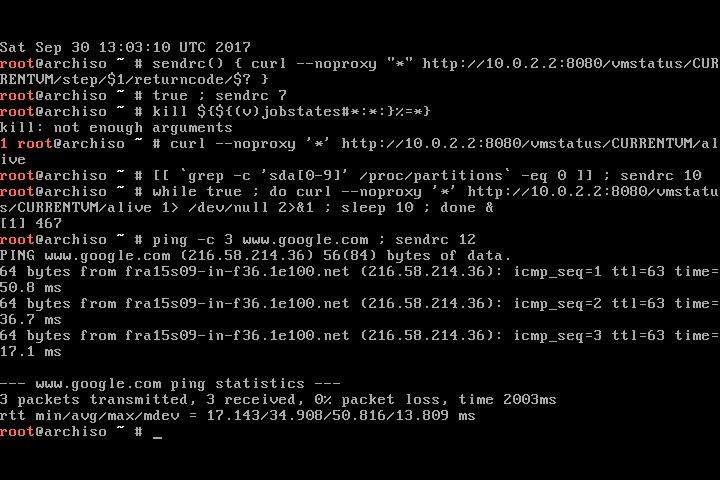 Sat Sep 30 13:03:10 UTC 2017
root@archiso ~ # sendrc() { curl --noproxy "*" http://10.0.2.2:8080/vmstatus/CUR
RENTVM/step/$1/returncode/$? }
root@archiso ~ # true ; sendrc 7
root@archiso ~ # kill ${${(v)jobstates#*:*:}%=*}
kill: not enough arguments
1 root@archiso ~ # curl --noproxy '*' http://10.0.2.2:8080/vmstatus/CURRENTVM/al
ive
root@archiso ~ # [[ `grep -c 'sda[0-9]' /proc/partitions` -eq 0 ]] ; sendrc 10
root@archiso ~ # while true ; do curl --noproxy '*' http://10.0.2.2:8080/vmstatu
s/CURRENTVM/alive 1> /dev/null 2>&1 ; sleep 10 ; done &
[1] 467
root@archiso ~ # ping -c 3 www.google.com ; sendrc 12
PING www.google.com (216.58.214.36) 56(84) bytes of data.
64 bytes from fra15s09-in-f36.1e100.net (216.58.214.36): icmp_seq=1 ttl=63 time=
50.8 ms
64 bytes from fra15s09-in-f36.1e100.net (216.58.214.36): icmp_seq=2 ttl=63 time=
36.7 ms
64 bytes from fra15s09-in-f36.1e100.net (216.58.214.36): icmp_seq=3 ttl=63 time=
17.1 ms
--- www.google.com ping statistics ---
3 packets transmitted, 3 received, 0% packet loss, time 2003ms
rtt min/avg/max/mdev = 17.143/34.908/50.816/13.809 ms
root@archiso ~ # _